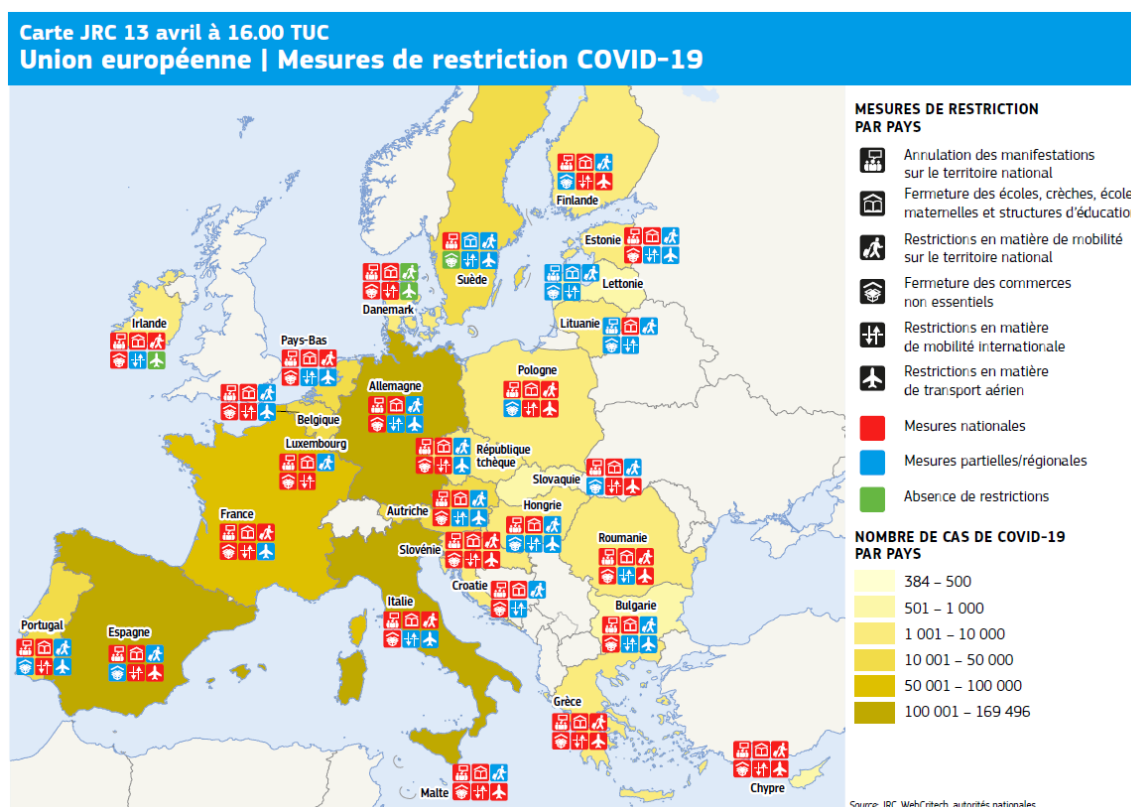 Carte JRC 13 avril à 16.00 TUC
Union européenne | Mesures de restriction COVID-19
MESURES DE RESTRICTION
PAR PAYS
Annulation des manifestations
sur le territoire national
Fermeture des écoles, crèches, école
maternelles et structures d'éducation
Restrictions en matière de mobilité
sur le territoire national
Fermeture des commerces
non essentiels
Restrictions en matière
de mobilité internationale
Restrictions en matière
de transport aérien
Mesures nationales
Mesures partielles/régionales
Absence de restrictions
NOMBRE DE CAS DE COVID-19
PAR PAYS
384 – 500
501 – 1 000
1 001 – 10 000
10 001 – 50 000
50 001 – 100 000
100 001 – 169 496
Finlande
Estonie
Suède
Lettonie
Danemark
Irlande
Lituanie
Pays-Bas
Pologne
Allemagne
Belgique
Luxembourg
République
tchèque
Slovaquie
Hongrie
Autriche
France
Roumanie
Slovénie
Croatie
Italie
Bulgarie
Portugal
Espagne
Grèce
Chypre
Malte
Source: JRC, WebCritech, autorités nationales